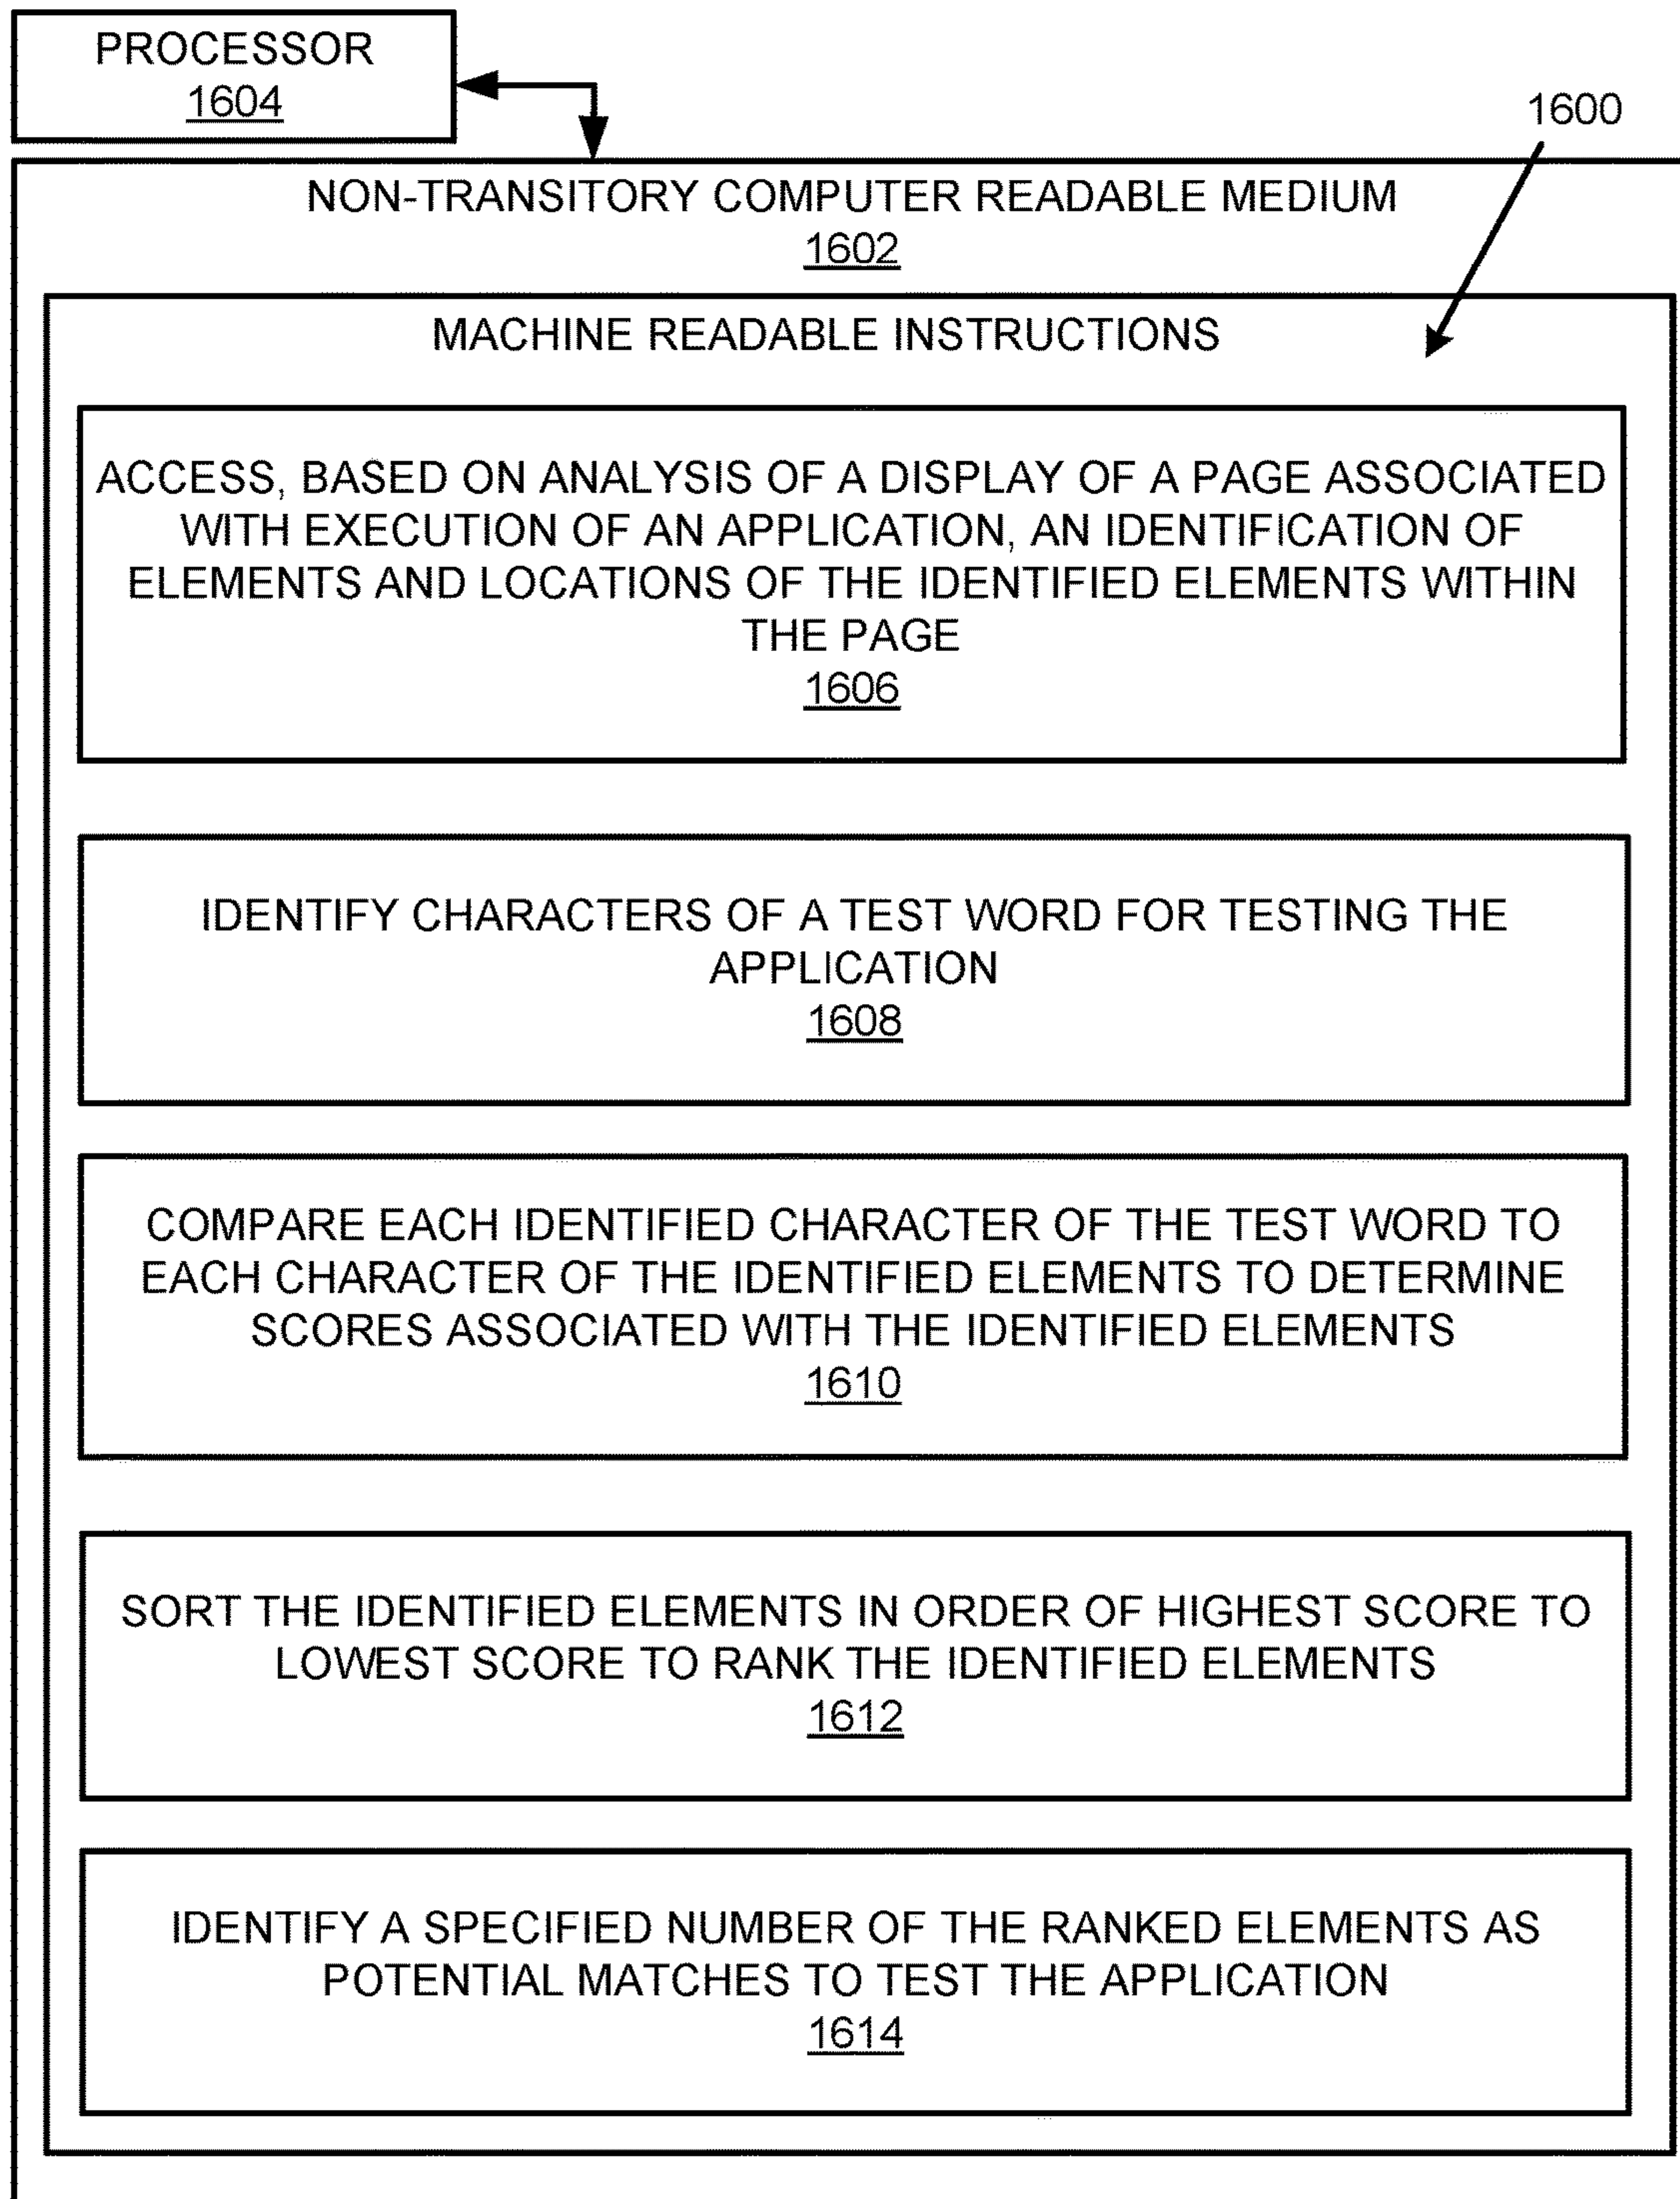 PROCESSOR
1604
1600
NON-TRANSITORY COMPUTER READABLE MEDIUM
1602
MACHINE READABLE INSTRUCTIONS
ACCESS, BASED ON ANALYSIS OF A DISPLAY OF A PAGE ASSOCIATED
WITH EXECUTION OF AN APPLICATION, AN IDENTIFICATION OF
ELEMENTS AND LOCATIONS OF THE IDENTIFIED ELEMENTS WITHIN
THE PAGE
1606
IDENTIFY CHARACTERS OF A TEST WORD FOR TESTING THE
APPLICATION
1608
COMPARE EACH IDENTIFIED CHARACTER OF THE TEST WORD TO
EACH CHARACTER OF THE IDENTIFIED ELEMENTS TO DETERMINE
SCORES ASSOCIATED WITH THE IDENTIFIED ELEMENTS
1610
SORT THE IDENTIFIED ELEMENTS IN ORDER OF HIGHEST SCORE TO
LOWEST SCORE TO RANK THE IDENTIFIED ELEMENTS
1612
IDENTIFY A SPECIFIED NUMBER OF THE RANKED ELEMENTS AS
POTENTIAL MATCHES TO TEST THE APPLICATION
1614